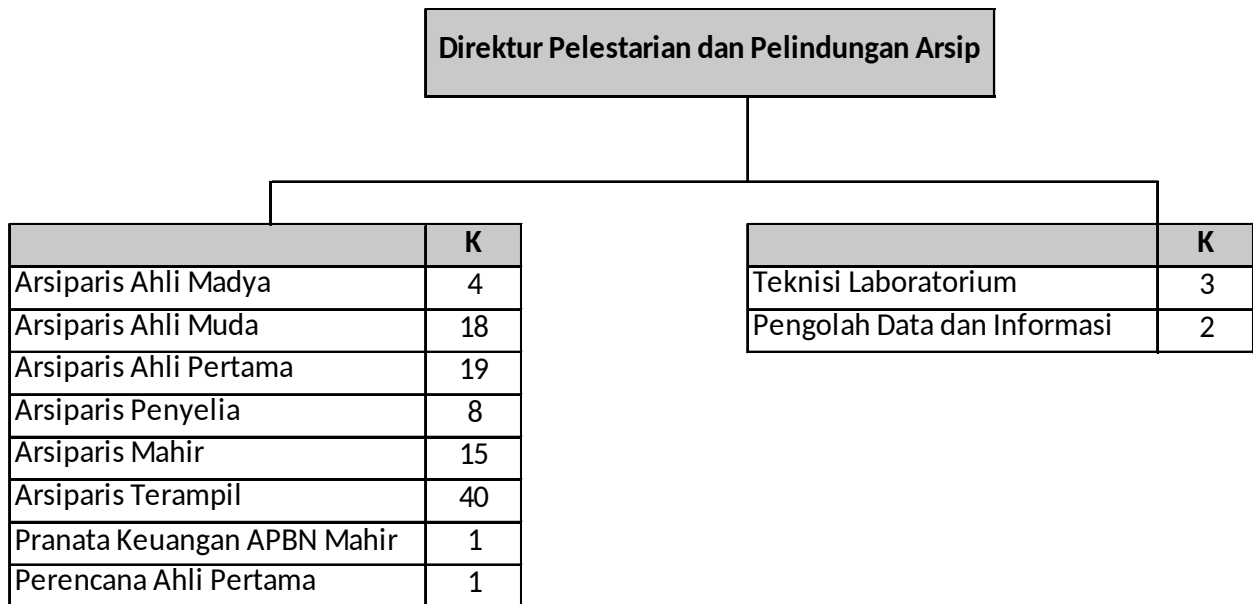 Direktur Pelestarian dan Pelindungan Arsip
K
Arsiparis Ahli Madya 4
Arsiparis Ahli Muda 18
Arsiparis Ahli Pertama 19
Arsiparis Penyelia 8
Arsiparis Mahir 15
Arsiparis Terampil 40
Pranata Keuangan APBN Mahir 1
Perencana Ahli Pertama 1
K
Teknisi Laboratorium 3
Pengolah Data dan Informasi 2